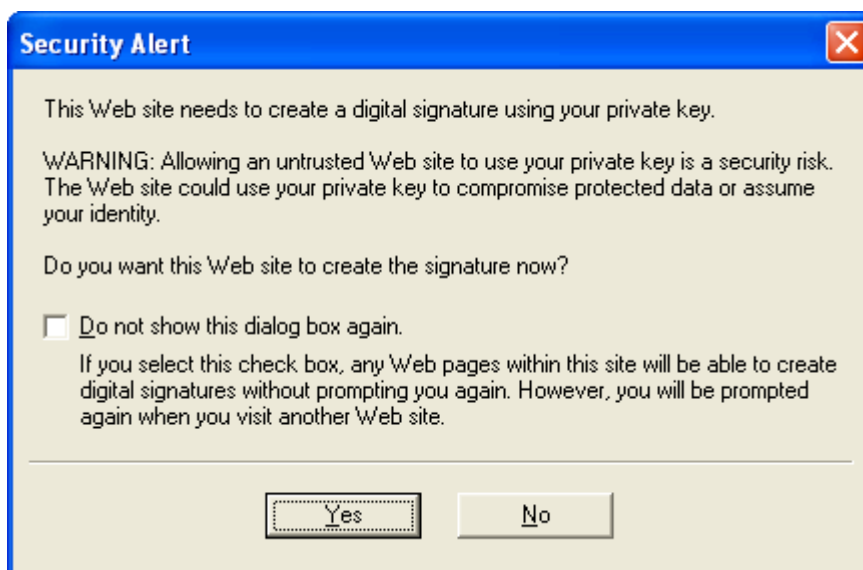 Security Alert
This Web site needs to create a digital signature using your private key.
WARNING: Allowing an untrusted Web site to use your private key is a security risk.
The Web site could use your private key to compromise protected data or assume
your identity.
Do you want this Web site to create the signature now?
Do not show this dialog box again.
If you select this check box, any Web pages within this site will be able to create
digital signatures without prompting you again. However, you will be prompted
again when you visit another Web site.
Yes No